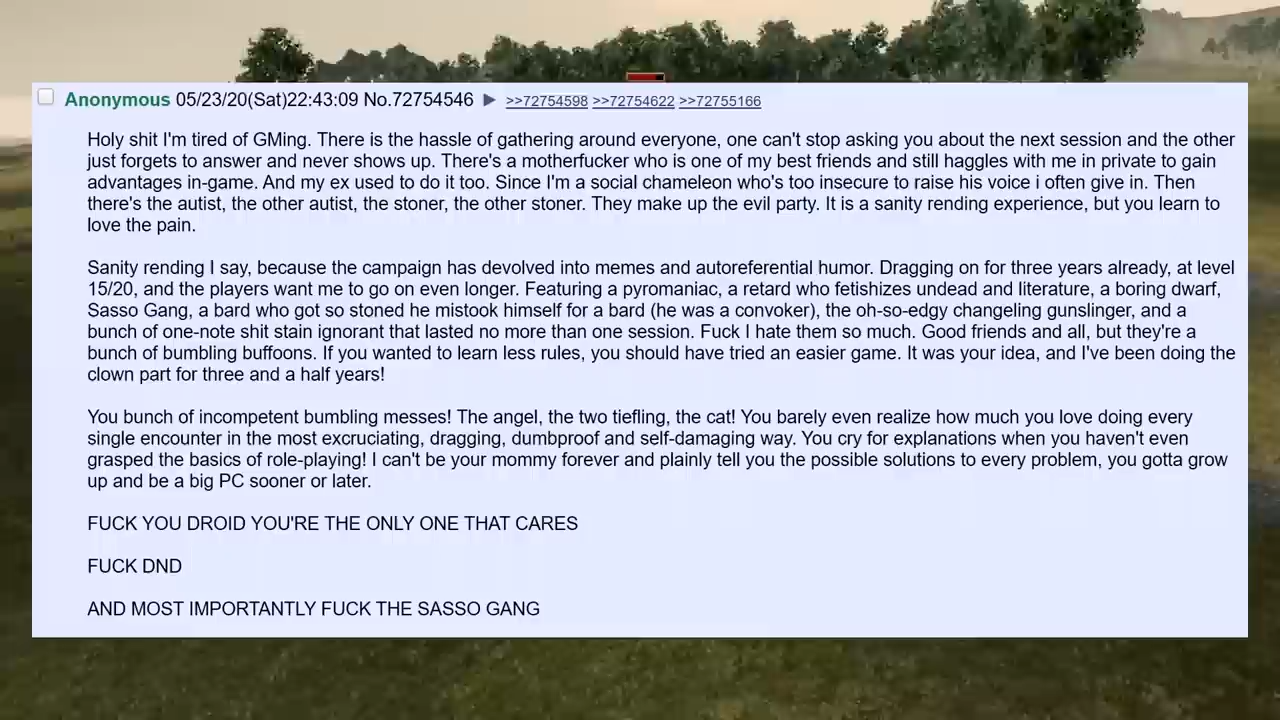 Anonymous 05/23/20(Sat)22:43:09 No.72754546 ▶ >>72754598 >>72754622 >>72755166
Holy shit I'm tired of GMing. There is the hassle of gathering around everyone, one can't stop asking you about the next session and the other
just forgets to answer and never shows up. There's a motherfucker who is one of my best friends and still haggles with me in private to gain
advantages in-game. And my ex used to do it too. Since I'm a social chameleon who's too insecure to raise his voice i often give in. Then
there's the autist, the other autist, the stoner, the other stoner. They make up the evil party. It is a sanity rending experience, but you learn to
love the pain.
Sanity rending I say, because the campaign has devolved into memes and autoreferential humor. Dragging on for three years already, at level
15/20, and the players want me to go on even longer. Featuring a pyromaniac, a retard who fetishizes undead and literature, a boring dwarf,
Sasso Gang, a bard who got so stoned he mistook himself for a bard (he was a convoker), the oh-so-edgy changeling gunslinger, and a
bunch of one-note shit stain ignorant that lasted no more than one session. Fuck I hate them so much. Good friends and all, but they're a
bunch of bumbling buffoons. If you wanted to learn less rules, you should have tried an easier game. It was your idea, and I've been doing the
clown part for three and a half years!
You bunch of incompetent bumbling messes! The angel, the two tiefling, the cat! You barely even realize how much you love doing every
single encounter in the most excruciating, dragging, dumbproof and self-damaging way. You cry for explanations when you haven't even
grasped the basics of role-playing! I can't be your mommy forever and plainly tell you the possible solutions to every problem, you gotta grow
up and be a big PC sooner or later.
FUCK YOU DROID YOU'RE THE ONLY ONE THAT CARES
FUCK DND
AND MOST IMPORTANTLY FUCK THE SASSO GANG